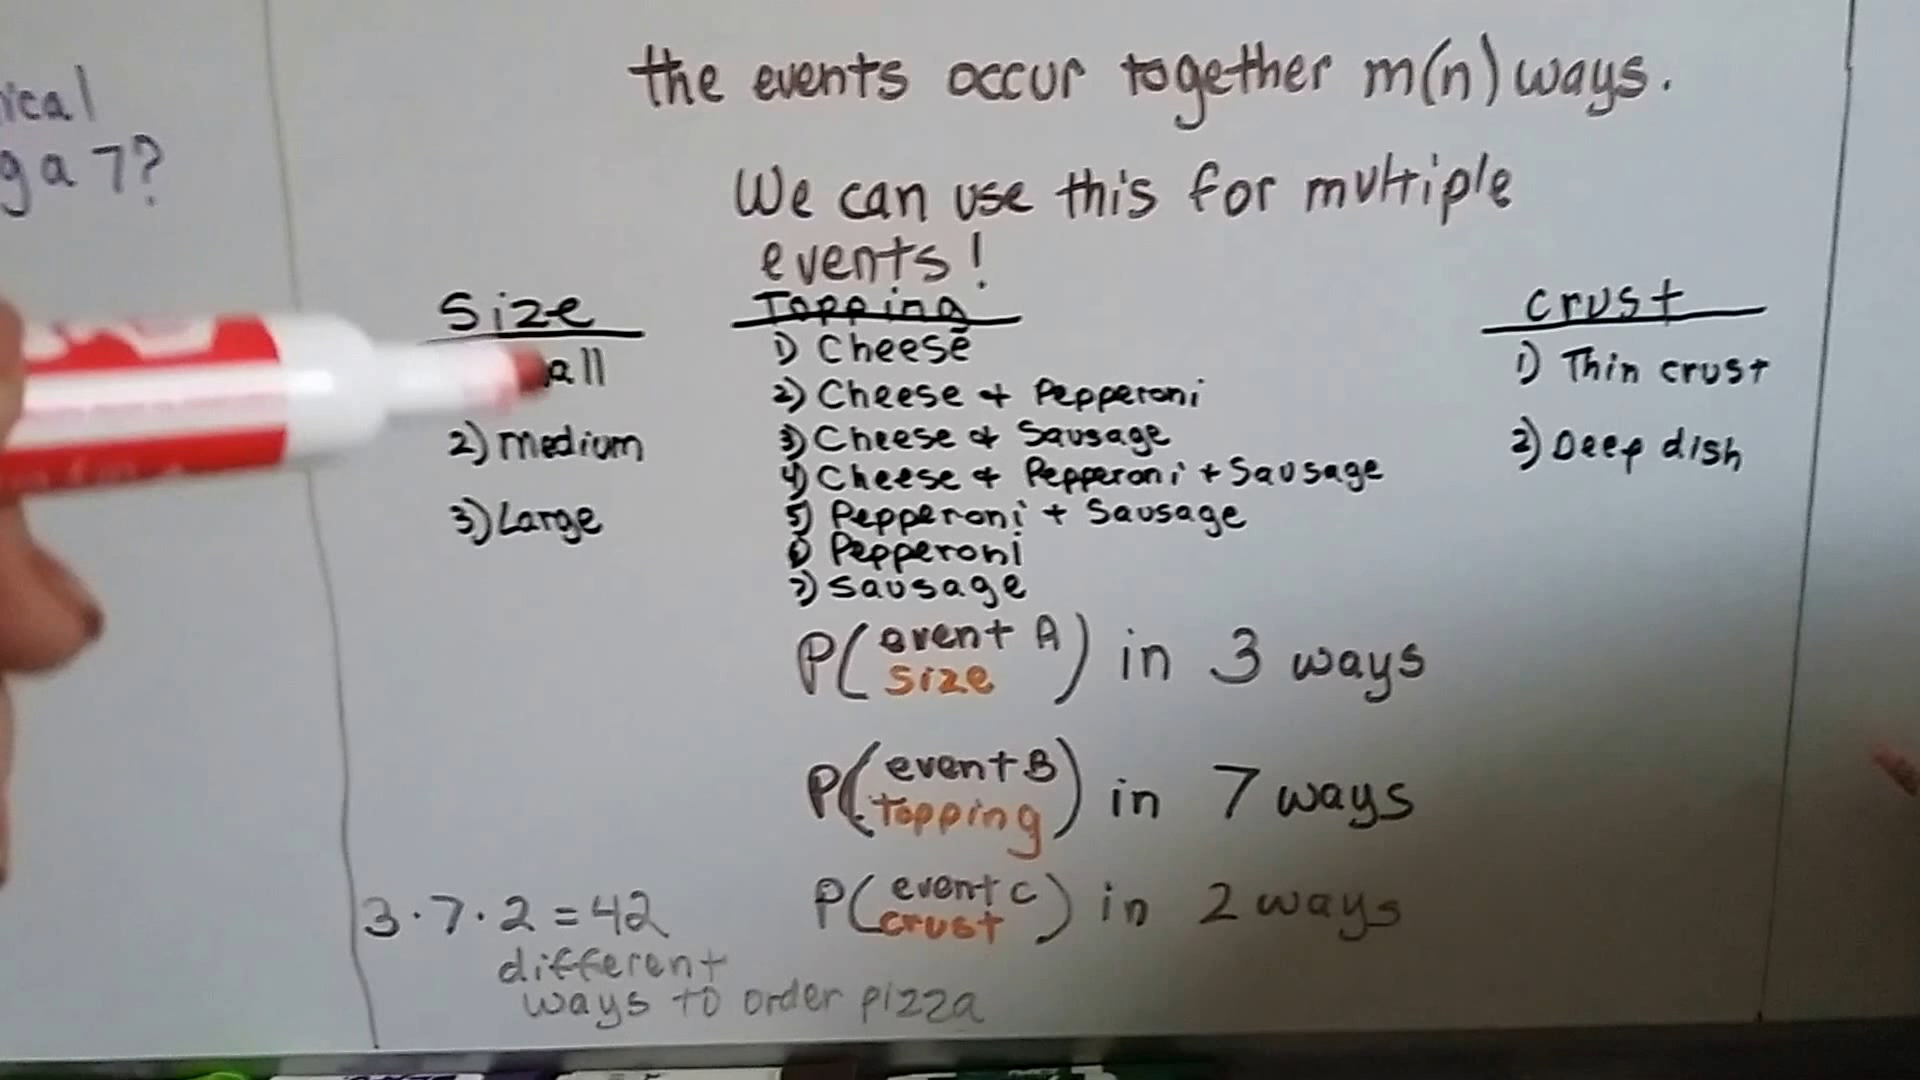 ical
g a 7?
the events occur together m(n) ways.
We can use this for multiple
events!
Size
all
2) Medium
3) Large
Topping
1) Cheese
2) Cheese + Pepperoni
3) Cheese + Sausage
4) Cheese + Pepperoni + Sausage
5) Pepperoni + Sausage
6) Pepperoni
7) Sausage
Crust
1) Thin crust
2) Deep dish
P(event A size) in 3 ways
P(event B topping) in 7 ways
P(event C crust) in 2 ways
3·7·2=42
different
ways to order pizza